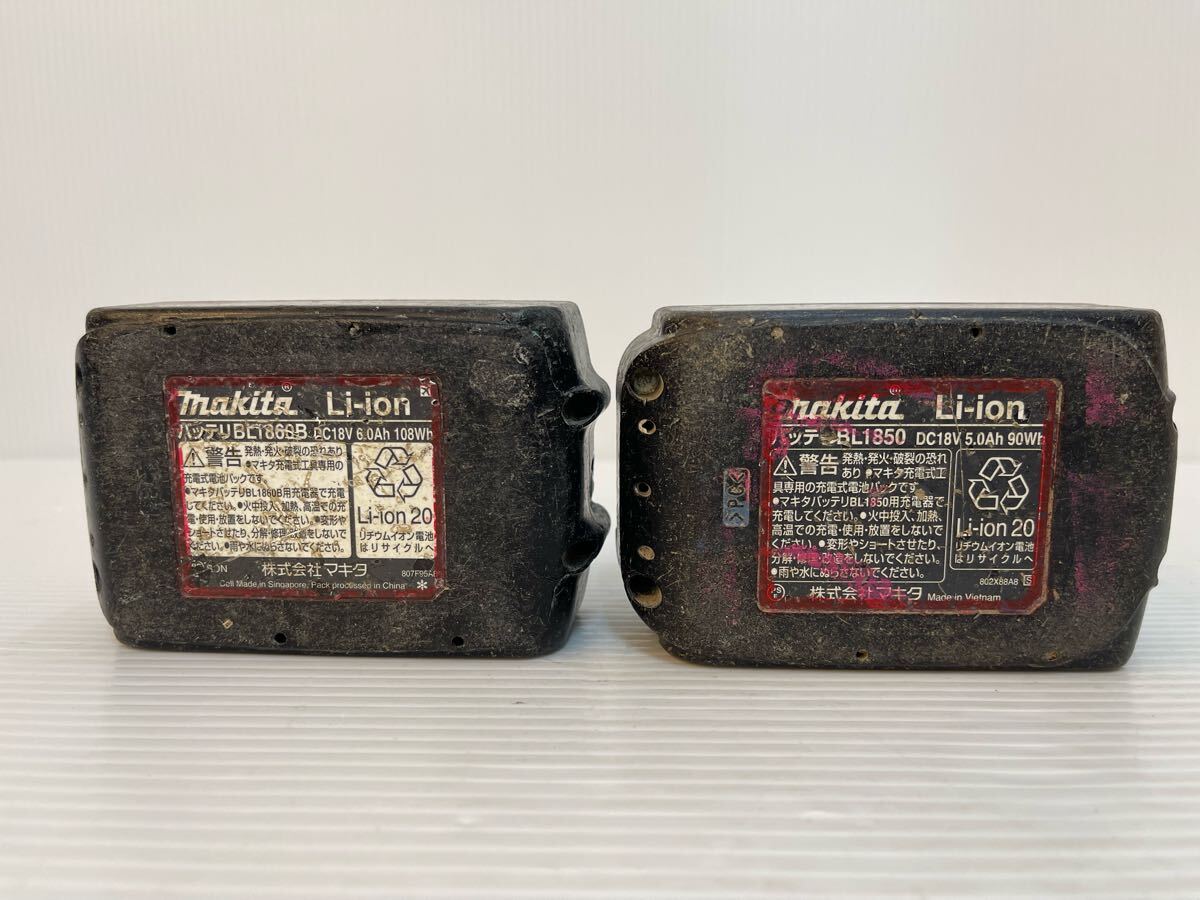 makita® Li-ion
バッテリBL1860B DC18V 6.0Ah 108Wh
警告 発熱・発火・破裂の恐れあり
●マキタ充電式工具専用の
充電式電池パックです。
●マキタバッテリBL1860B用充電器で充電
してください。●火中投入、加熱、高温での充
電・使用・放置をしないでください。●変形や
ショートさせたり、分解・修理・改造をしないで
ください。●雨や水にぬらさないでください。
Li-ion 20
リチウムイオン電池
はリサイクルへ
株式会社マキタ
Cell Made in Singapore, Pack processed in China
makita® Li-ion
バッテリBL1850 DC18V 5.0Ah 90Wh
警告 発熱・発火・破裂の恐れ
あり ●マキタ充電式工
具専用の充電式電池パックです。
●マキタバッテリBL1850用充電器で
充電してください。●火中投入、加熱、
高温での充電・使用・放置をしないで
ください。●変形やショートさせたり、
分解・修理・改造をしないでください。
●雨や水にぬらさないでください。
Li-ion 20
リチウムイオン電池
はリサイクルへ
802X88A8
株式会社マキタ Made in Vietnam